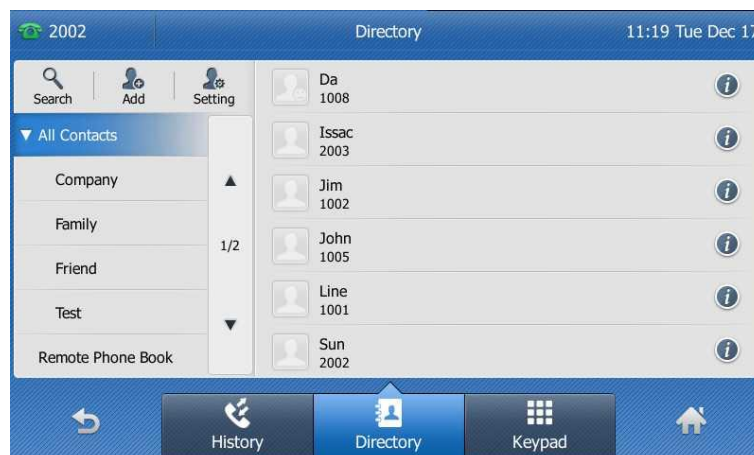 2002
Directory
11:19 Tue Dec 17
Search
Add
Setting
All Contacts
Company
Family
1/2
Friend
Test
Remote Phone Book
Da
1008
Issac
2003
Jim
1002
John
1005
Line
1001
Sun
2002
History
Directory
Keypad